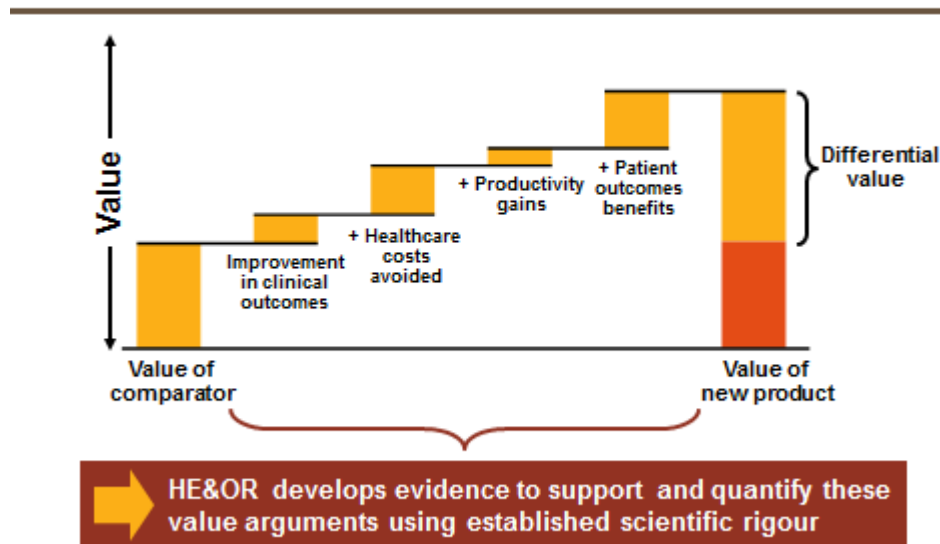 Value
Improvement
in clinical
outcomes
+ Healthcare
costs
avoided
+ Productivity
gains
+ Patient
outcomes
benefits
Differential
value
Value of
comparator
Value of
new product
HE&OR develops evidence to support and quantify these
value arguments using established scientific rigour